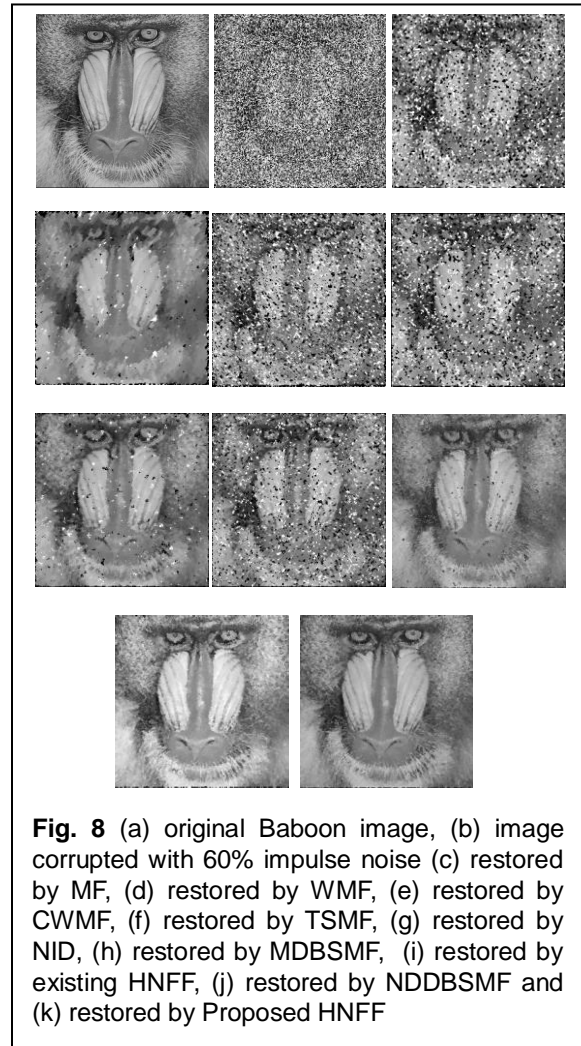 Fig. 8 (a) original Baboon image, (b) image
corrupted with 60% impulse noise (c) restored
by MF, (d) restored by WMF, (e) restored by
CWMF, (f) restored by TSMF, (g) restored by
NID, (h) restored by MDBSMF, (i) restored by
existing HNFF, (j) restored by NDDBSMF and
(k) restored by Proposed HNFF